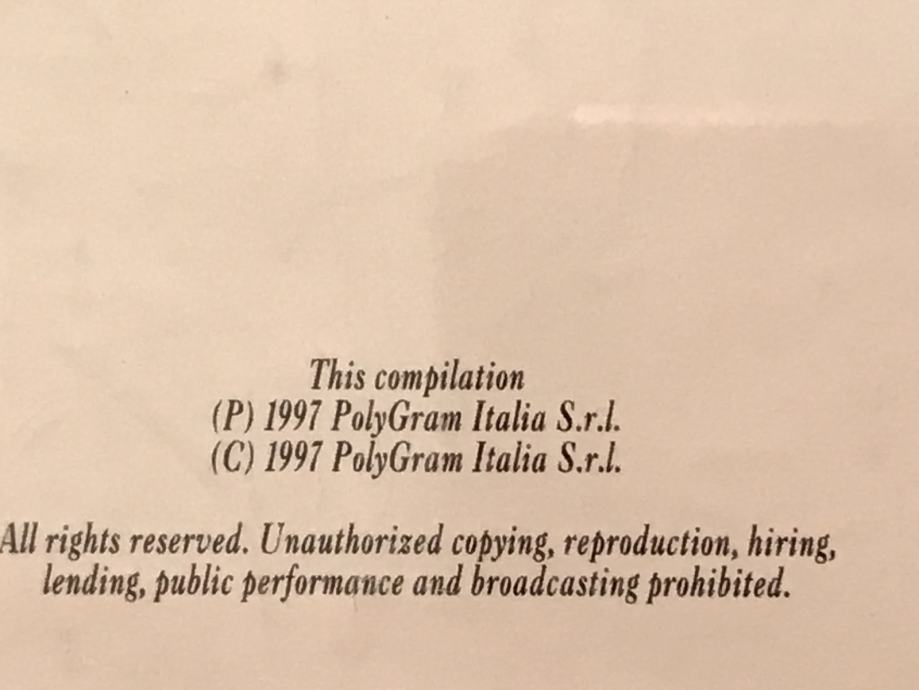 This compilation
(P) 1997 PolyGram Italia S.r.l.
(C) 1997 PolyGram Italia S.r.l.
All rights reserved. Unauthorized copying, reproduction, hiring,
lending, public performance and broadcasting prohibited.